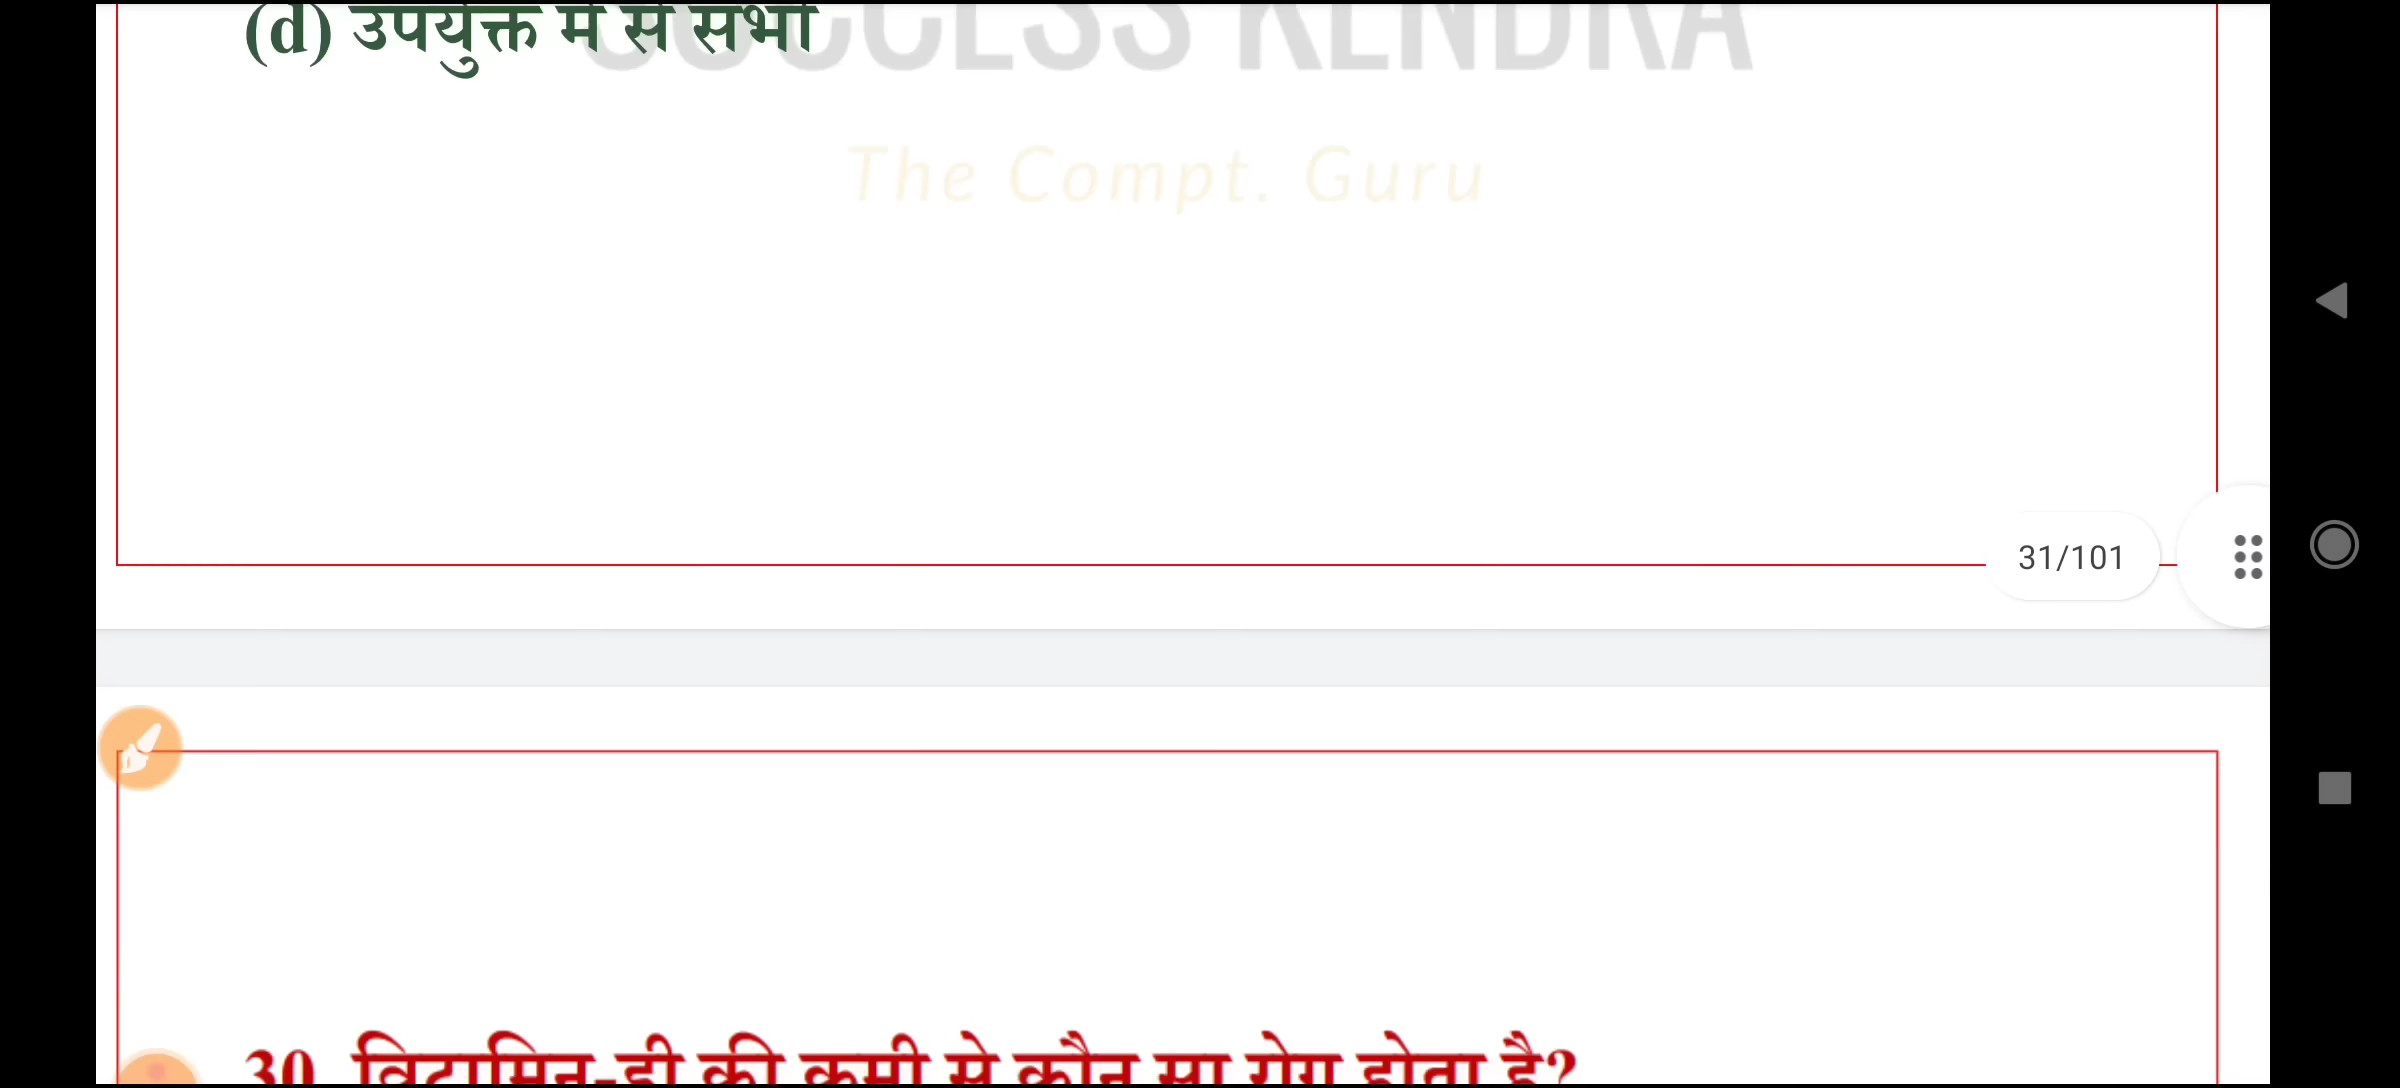 (d) उपर्युक्त में से सभी
SUCCESS KENDRA
The Compt. Guru
31/101
30. विटामिन-डी की कमी से कौन सा रोग होता है?